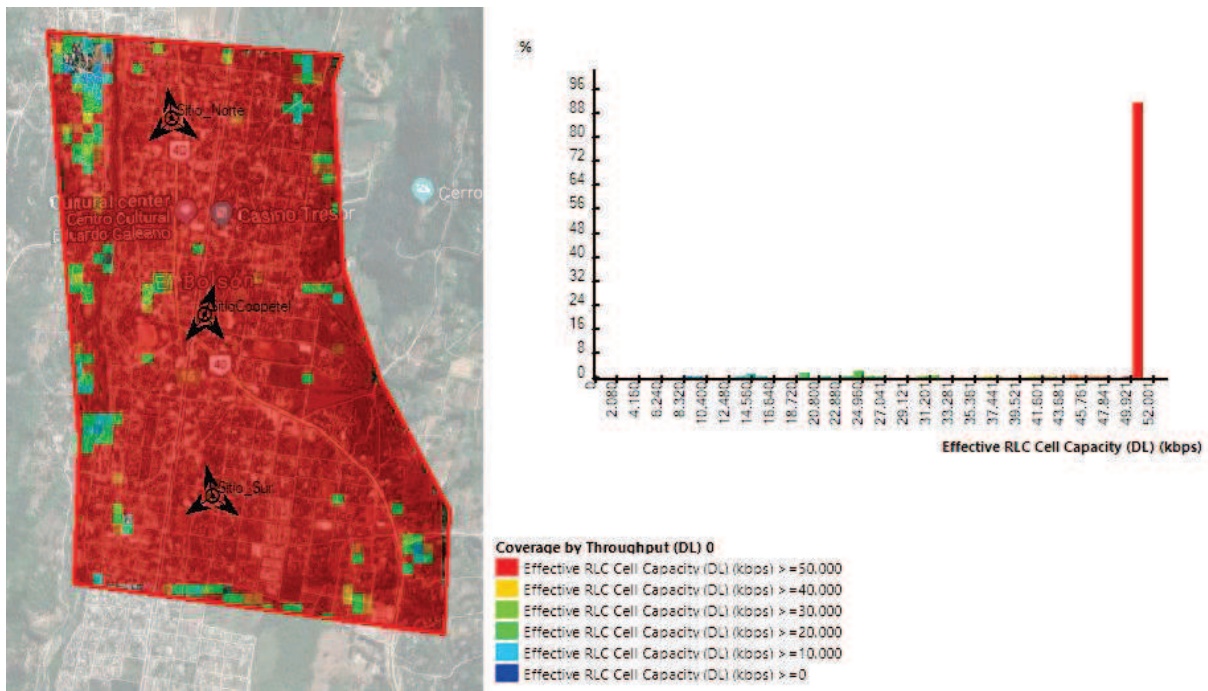 Sitio_Norte
40
Cultural center
Centro Cultural
Eduardo Galeano
Casino Tresor
Cerro
El Bolsón
SitioCoopetel
40
Sitio_Sur
%
96
88
80
72
64
56
48
40
32
24
16
8
0
0
2.080
4.160
6.240
8.320
10.400
12.480
14.560
16.640
18.720
20.800
22.880
24.960
27.041
29.121
31.201
33.281
35.361
37.441
39.521
41.601
43.681
45.761
47.841
49.921
52.001
Effective RLC Cell Capacity (DL) (kbps)
Coverage by Throughput (DL) 0
Effective RLC Cell Capacity (DL) (kbps) >=50.000
Effective RLC Cell Capacity (DL) (kbps) >=40.000
Effective RLC Cell Capacity (DL) (kbps) >=30.000
Effective RLC Cell Capacity (DL) (kbps) >=20.000
Effective RLC Cell Capacity (DL) (kbps) >=10.000
Effective RLC Cell Capacity (DL) (kbps) >=0